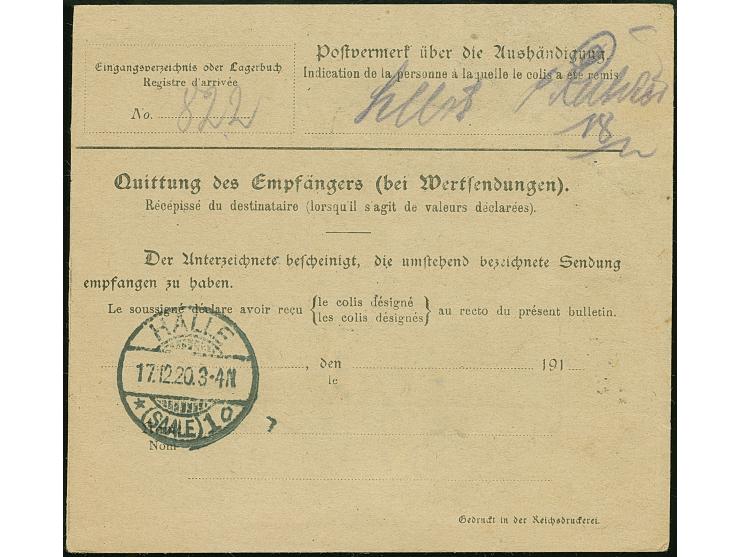 Eingangsverzeichnis oder Lagerbuch
Registre d'arrivée
No. 822
Postvermerk über die Aushändigung.
Indication de la personne à laquelle le colis a été remis.
selbst
18/12
Quittung des Empfängers (bei Wertsendungen).
Récépissé du destinataire (lorsqu'il s'agit de valeurs déclarées).
Der Unterzeichnete bescheinigt, die umstehend bezeichnete Sendung
empfangen zu haben.
Le soussigné déclare avoir reçu {le colis désigné / les colis désignés} au recto du présent bulletin.
HALLE
17.12.20.3-4N
* (SAALE) 1 a
, den 191
le
Nom
Gedruckt in der Reichsdruckerei.